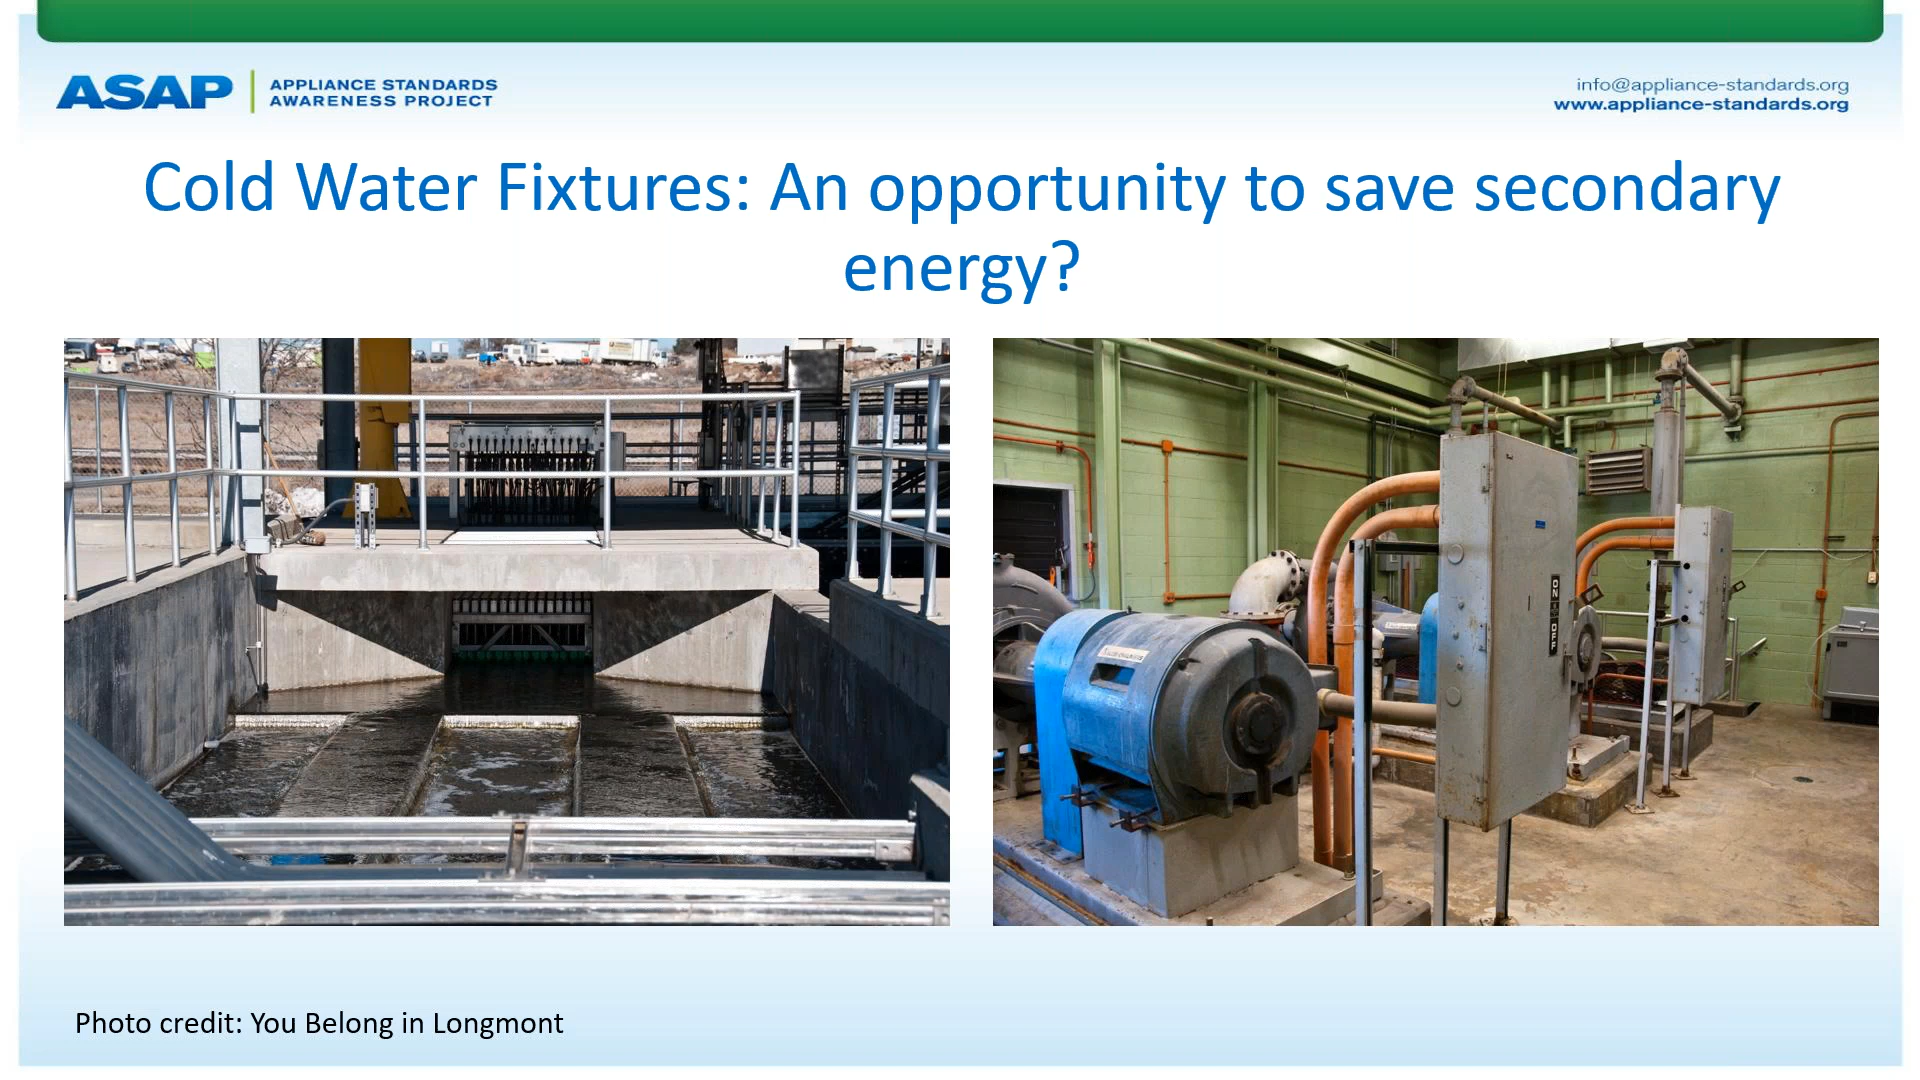 ASAP
APPLIANCE STANDARDS
AWARENESS PROJECT
info@appliance-standards.org
www.appliance-standards.org
Cold Water Fixtures: An opportunity to save secondary
energy?
ON
OFF
Photo credit: You Belong in Longmont